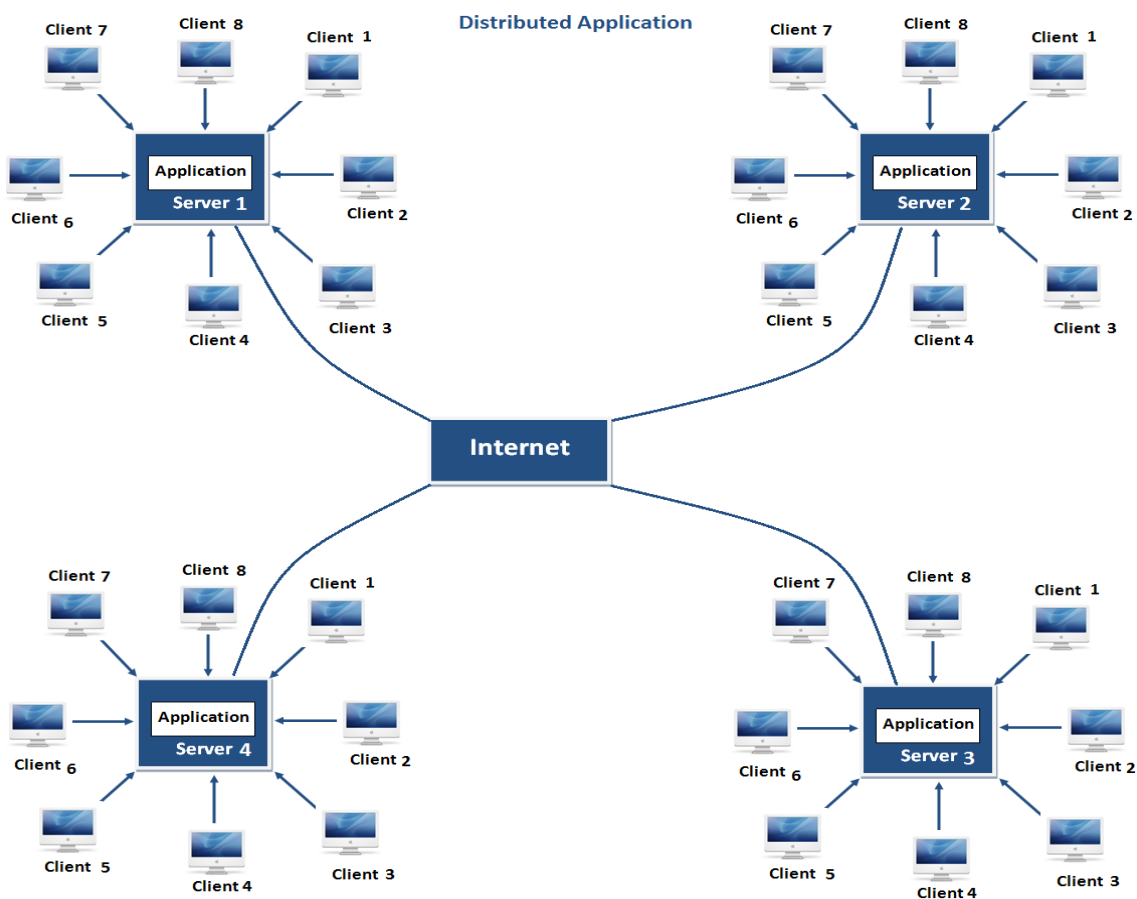 Distributed Application
Client 7
Client 8
Client 1
Application
Server 1
Client 6
Client 2
Client 5
Client 4
Client 3
Client 7
Client 8
Client 1
Application
Server 2
Client 6
Client 2
Client 5
Client 4
Client 3
Internet
Client 7
Client 8
Client 1
Application
Server 4
Client 6
Client 2
Client 5
Client 4
Client 3
Client 7
Client 8
Client 1
Application
Server 3
Client 6
Client 2
Client 5
Client 4
Client 3